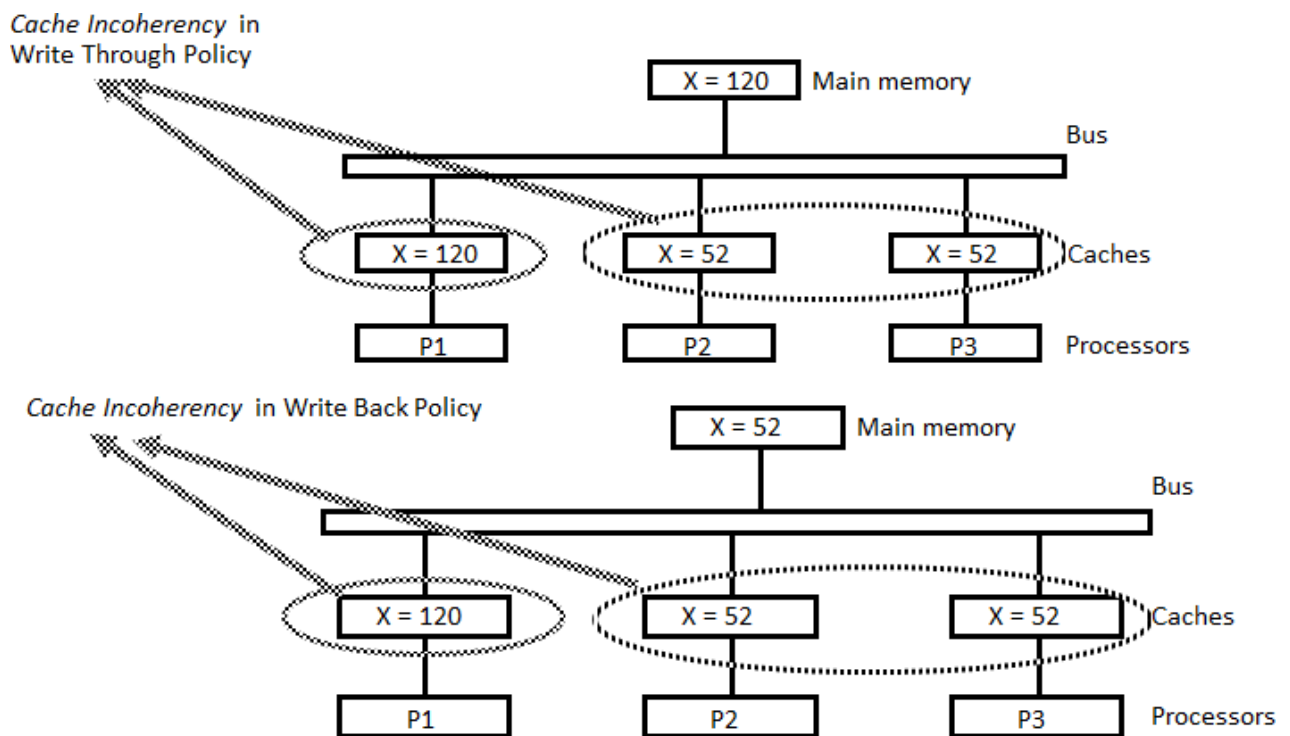 Cache Incoherency in
Write Through Policy
X = 120 Main memory
Bus
X = 120 X = 52 X = 52 Caches
P1 P2 P3 Processors
Cache Incoherency in Write Back Policy
X = 52 Main memory
Bus
X = 120 X = 52 X = 52 Caches
P1 P2 P3 Processors